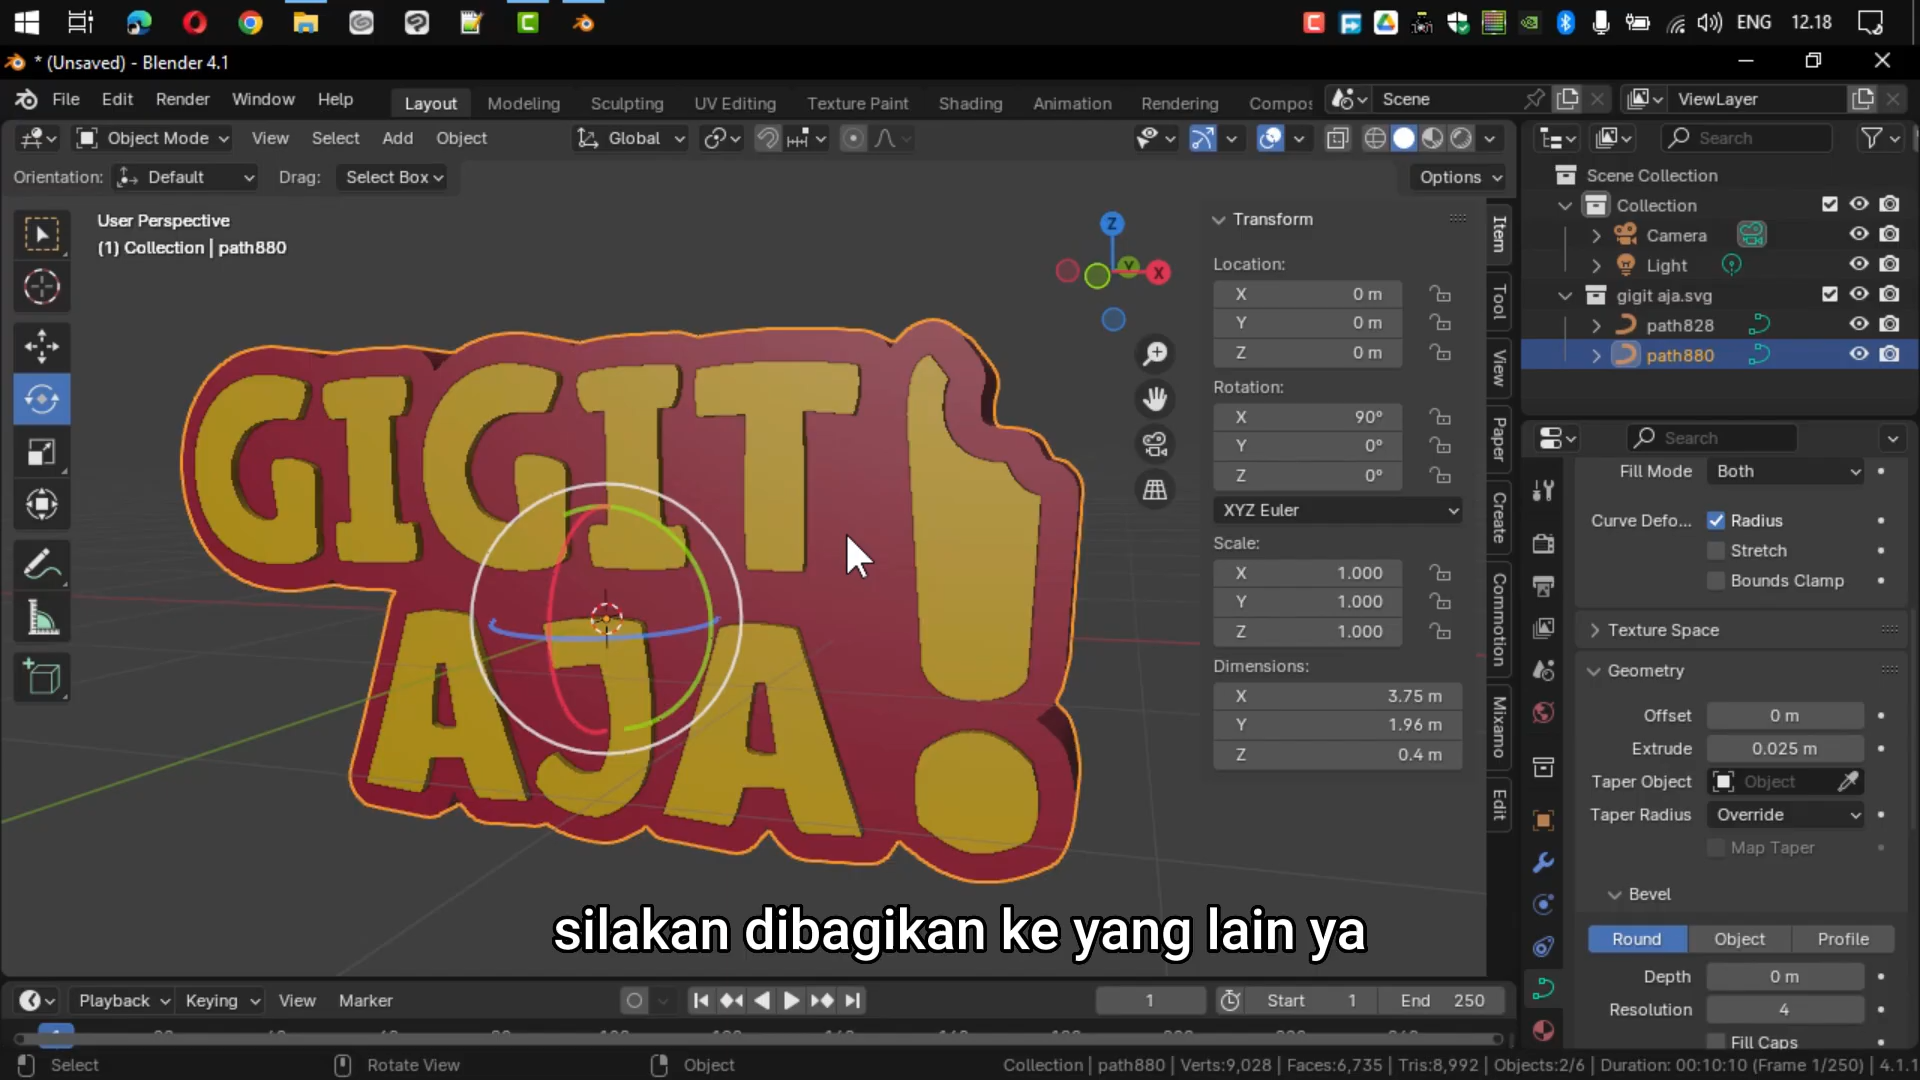 ENG
12.18
* (Unsaved) - Blender 4.1
File
Edit
Render
Window
Help
Layout
Modeling
Sculpting
UV Editing
Texture Paint
Shading
Animation
Rendering
Compos
Scene
ViewLayer
Object Mode
View
Select
Add
Object
Global
Search
Orientation:
Default
Drag:
Select Box
Options
User Perspective
(1) Collection | path880
Z
Y
X
GIGIT
AJA
Transform
Location:
X 0 m
Y 0 m
Z 0 m
Rotation:
X 90°
Y 0°
Z 0°
XYZ Euler
Scale:
X 1.000
Y 1.000
Z 1.000
Dimensions:
X 3.75 m
Y 1.96 m
Z 0.4 m
Item
Tool
View
Paper
Create
Commotion
Mixamo
Edit
Scene Collection
Collection
Camera
Light
gigit aja.svg
path828
path880
Search
Fill Mode Both
Curve Defo... Radius
Stretch
Bounds Clamp
Texture Space
Geometry
Offset 0 m
Extrude 0.025 m
Taper Object Object
Taper Radius Override
Map Taper
Bevel
Round Object Profile
Depth 0 m
Resolution 4
Fill Caps
silakan dibagikan ke yang lain ya
Playback
Keying
View
Marker
1
Start 1
End 250
Select
Rotate View
Object
Collection | path880 | Verts:9,028 | Faces:6,735 | Tris:8,992 | Objects:2/6 | Duration: 00:10:10 (Frame 1/250) | 4.1.1